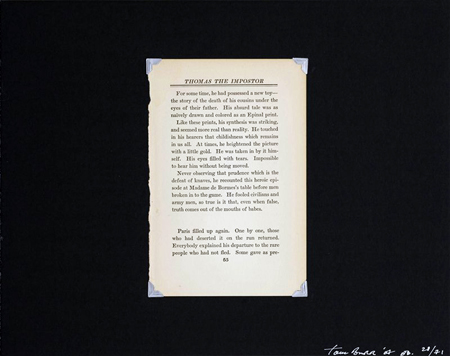 THOMAS THE IMPOSTOR
For some time, he had possessed a new toy—
the story of the death of his cousins under the
eyes of their father. His absurd tale was as
naively drawn and colored as an Epinal print.
Like these prints, his synthesis was striking,
and seemed more real than reality. He touched
in his hearers that childishness which remains
in us all. At times, he heightened the picture
with a little gold. He was taken in by it him-
self. His eyes filled with tears. Impossible
to hear him without being moved.
Never observing that prudence which is the
defeat of knaves, he recounted this heroic epi-
sode at Madame de Bormes's table before men
broken in to the game. He fooled civilians and
army men, so true is it that, even when false,
truth comes out of the mouths of babes.
Paris filled up again. One by one, those
who had deserted it on the run returned.
Everybody explained his departure to the rare
people who had not fled. Some gave as pre-
65
Tom Burr '07